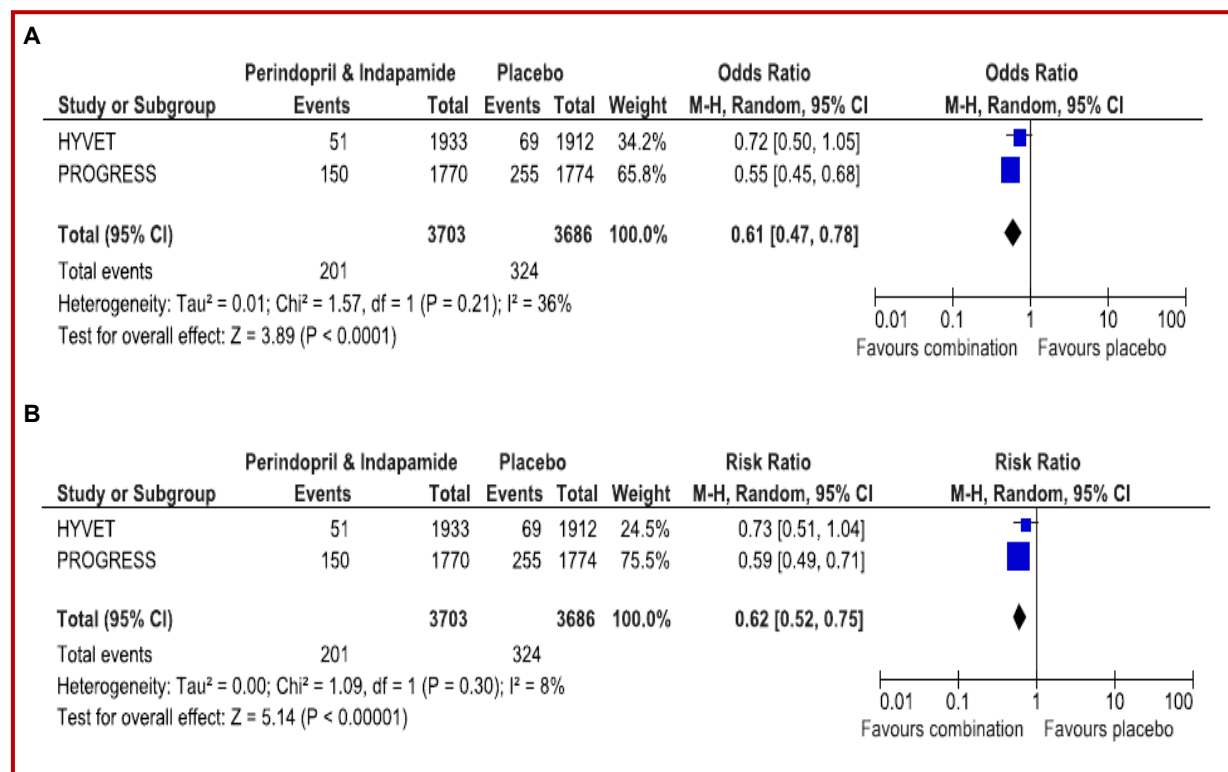 A
Perindopril & Indapamide Placebo Odds Ratio Odds Ratio
Study or Subgroup Events Total Events Total Weight M-H, Random, 95% CI M-H, Random, 95% CI
HYVET 51 1933 69 1912 34.2% 0.72 [0.50, 1.05]
PROGRESS 150 1770 255 1774 65.8% 0.55 [0.45, 0.68]
Total (95% CI) 3703 3686 100.0% 0.61 [0.47, 0.78]
Total events 201 324
Heterogeneity: Tau² = 0.01; Chi² = 1.57, df = 1 (P = 0.21); I² = 36%
Test for overall effect: Z = 3.89 (P < 0.0001)
0.01 0.1 1 10 100
Favours combination Favours placebo
B
Perindopril & Indapamide Placebo Risk Ratio Risk Ratio
Study or Subgroup Events Total Events Total Weight M-H, Random, 95% CI M-H, Random, 95% CI
HYVET 51 1933 69 1912 24.5% 0.73 [0.51, 1.04]
PROGRESS 150 1770 255 1774 75.5% 0.59 [0.49, 0.71]
Total (95% CI) 3703 3686 100.0% 0.62 [0.52, 0.75]
Total events 201 324
Heterogeneity: Tau² = 0.00; Chi² = 1.09, df = 1 (P = 0.30); I² = 8%
Test for overall effect: Z = 5.14 (P < 0.00001)
0.01 0.1 1 10 100
Favours combination Favours placebo